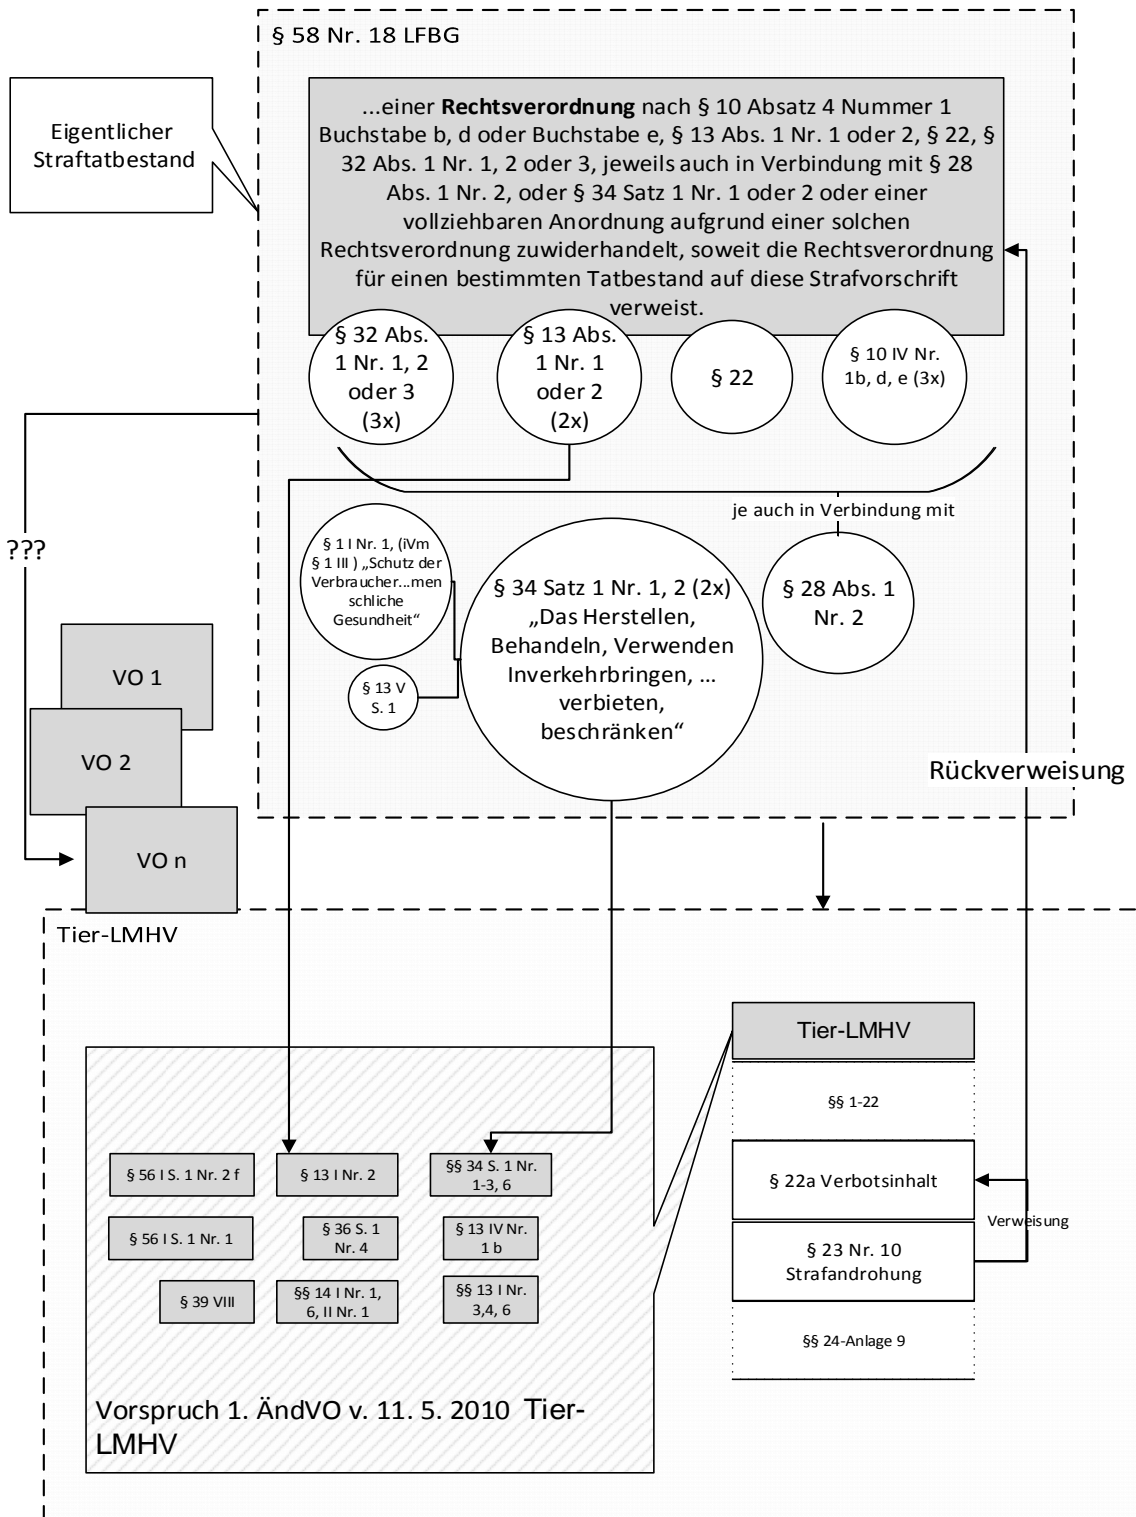 § 58 Nr. 18 LFBG
Eigentlicher
Straftatbestand
...einer Rechtsverordnung nach § 10 Absatz 4 Nummer 1
Buchstabe b, d oder Buchstabe e, § 13 Abs. 1 Nr. 1 oder 2, § 22, §
32 Abs. 1 Nr. 1, 2 oder 3, jeweils auch in Verbindung mit § 28
Abs. 1 Nr. 2, oder § 34 Satz 1 Nr. 1 oder 2 oder einer
vollziehbaren Anordnung aufgrund einer solchen
Rechtsverordnung zuwiderhandelt, soweit die Rechtsverordnung
für einen bestimmten Tatbestand auf diese Strafvorschrift
verweist.
§ 32 Abs.
1 Nr. 1, 2
oder 3
(3x)
§ 13 Abs.
1 Nr. 1
oder 2
(2x)
§ 22
§ 10 IV Nr.
1b, d, e (3x)
je auch in Verbindung mit
???
§ 1 I Nr. 1, (iVm
§ 1 III ) „Schutz der
Verbraucher...men
schliche
Gesundheit“
§ 13 V
S. 1
§ 34 Satz 1 Nr. 1, 2 (2x)
„Das Herstellen,
Behandeln, Verwenden
Inverkehrbringen, ...
verbieten,
beschränken“
§ 28 Abs. 1
Nr. 2
VO 1
VO 2
VO n
Rückverweisung
Tier-LMHV
§ 56 I S. 1 Nr. 2 f
§ 13 I Nr. 2
§§ 34 S. 1 Nr.
1-3, 6
§ 56 I S. 1 Nr. 1
§ 36 S. 1
Nr. 4
§ 13 IV Nr.
1 b
§ 39 VIII
§§ 14 I Nr. 1,
6, II Nr. 1
§§ 13 I Nr.
3,4, 6
Vorspruch 1. ÄndVO v. 11. 5. 2010 Tier-
LMHV
Tier-LMHV
§§ 1-22
§ 22a Verbotsinhalt
Verweisung
§ 23 Nr. 10
Strafandrohung
§§ 24-Anlage 9